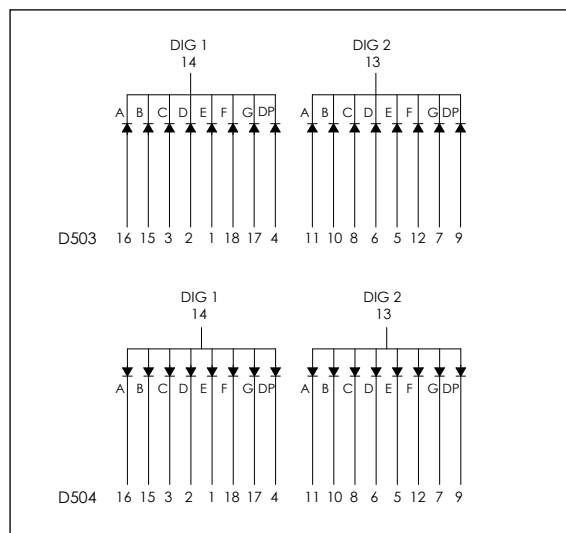 DIG 1 DIG 2
14 13
A B C D E F G DP A B C D E F G DP
D503 16 15 3 2 1 18 17 4 11 10 8 6 5 12 7 9
DIG 1 DIG 2
14 13
A B C D E F G DP A B C D E F G DP
D504 16 15 3 2 1 18 17 4 11 10 8 6 5 12 7 9